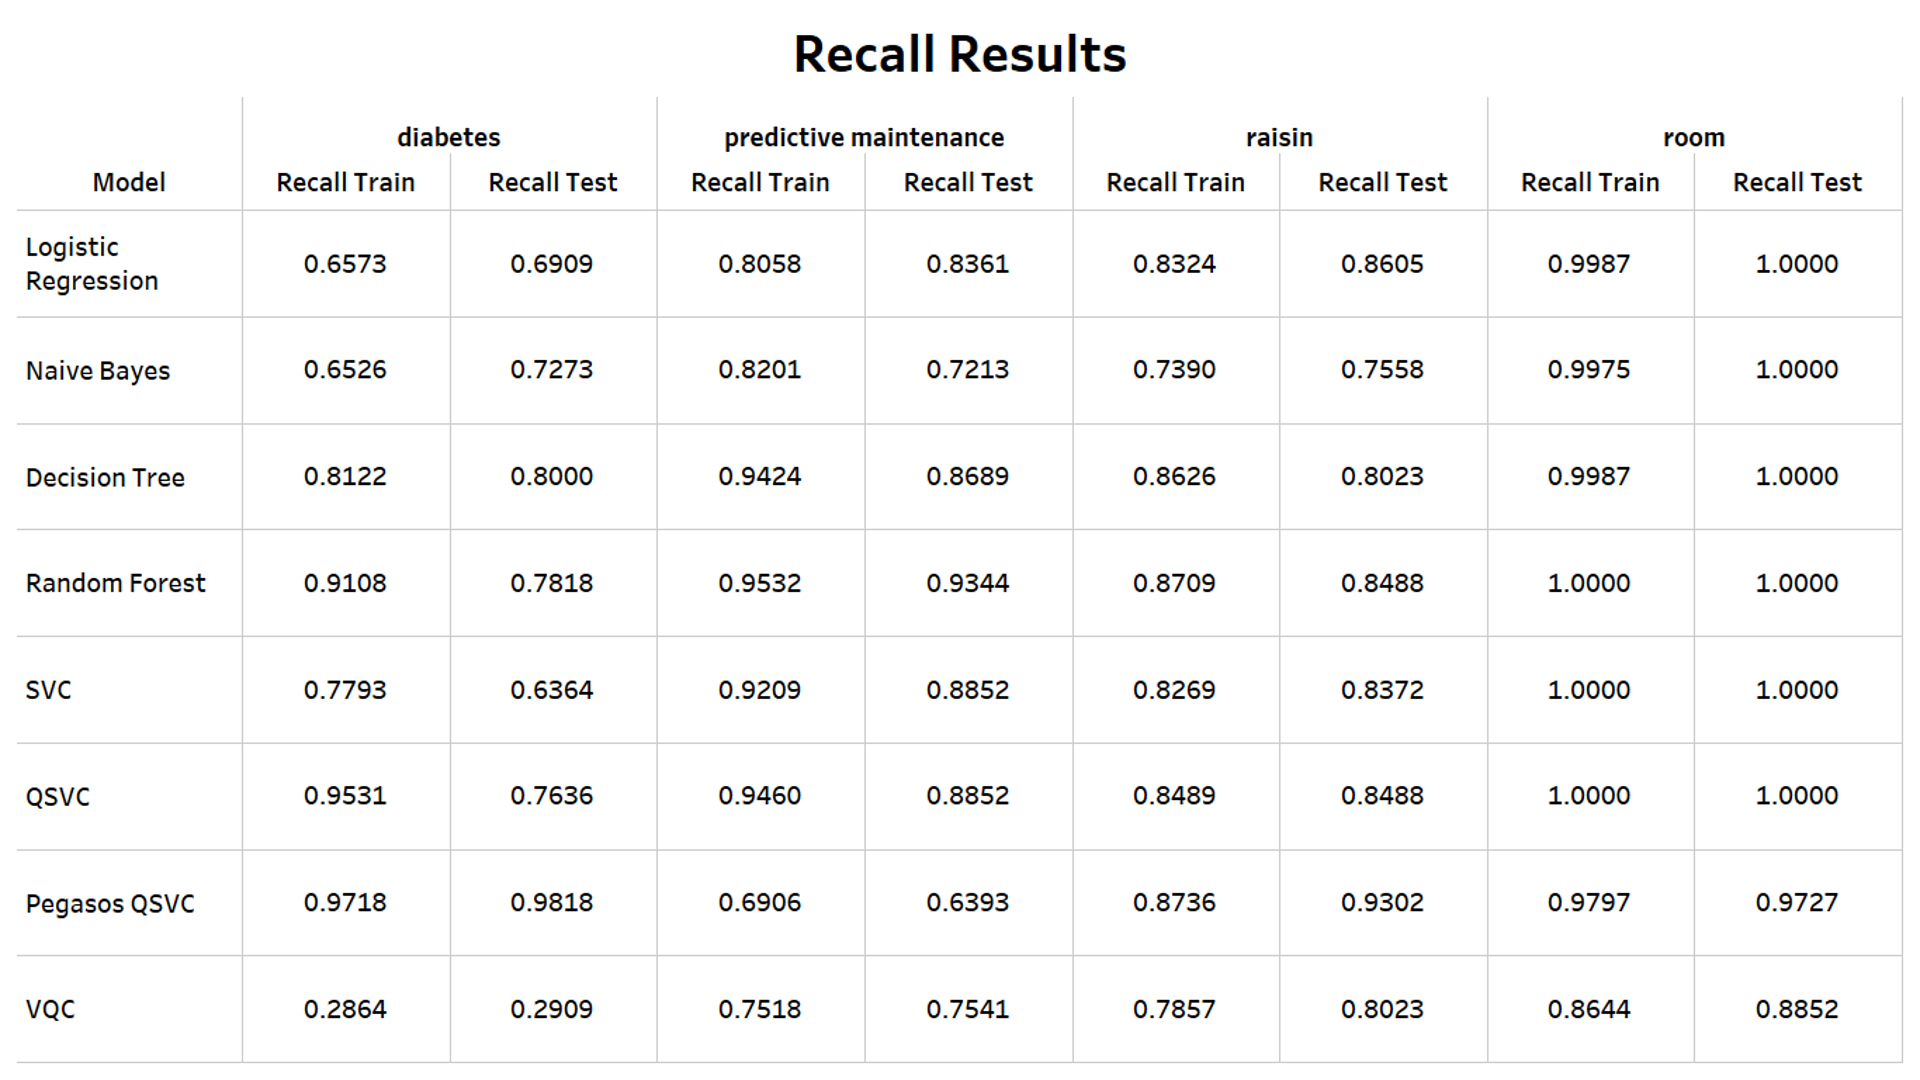 Recall Results
diabetes predictive maintenance raisin room
Model Recall Train Recall Test Recall Train Recall Test Recall Train Recall Test Recall Train Recall Test
Logistic
Regression 0.6573 0.6909 0.8058 0.8361 0.8324 0.8605 0.9987 1.0000
Naive Bayes 0.6526 0.7273 0.8201 0.7213 0.7390 0.7558 0.9975 1.0000
Decision Tree 0.8122 0.8000 0.9424 0.8689 0.8626 0.8023 0.9987 1.0000
Random Forest 0.9108 0.7818 0.9532 0.9344 0.8709 0.8488 1.0000 1.0000
SVC 0.7793 0.6364 0.9209 0.8852 0.8269 0.8372 1.0000 1.0000
QSVC 0.9531 0.7636 0.9460 0.8852 0.8489 0.8488 1.0000 1.0000
Pegasos QSVC 0.9718 0.9818 0.6906 0.6393 0.8736 0.9302 0.9797 0.9727
VQC 0.2864 0.2909 0.7518 0.7541 0.7857 0.8023 0.8644 0.8852